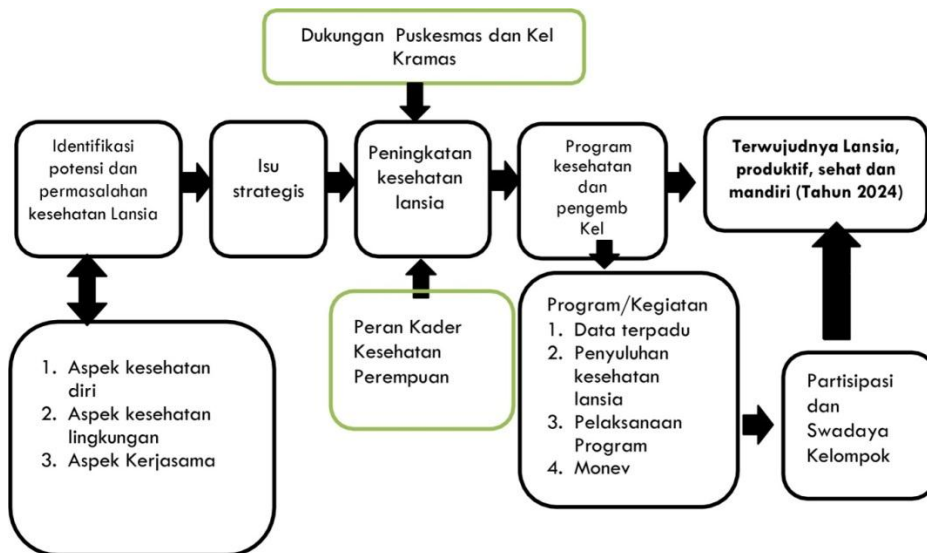 Dukungan Puskesmas dan Kel
Kramas
Identifikasi
potensi dan
permasalahan
kesehatan Lansia
Isu
strategis
Peningkatan
kesehatan
lansia
Program
kesehatan
dan
pengemb
Kel
Terwujudnya Lansia,
produktif, sehat dan
mandiri (Tahun 2024)
1. Aspek kesehatan
diri
2. Aspek kesehatan
lingkungan
3. Aspek Kerjasama
Peran Kader
Kesehatan
Perempuan
Program/Kegiatan
1. Data terpadu
2. Penyuluhan
kesehatan
lansia
3. Pelaksanaan
Program
4. Monev
Partisipasi
dan
Swadaya
Kelompok